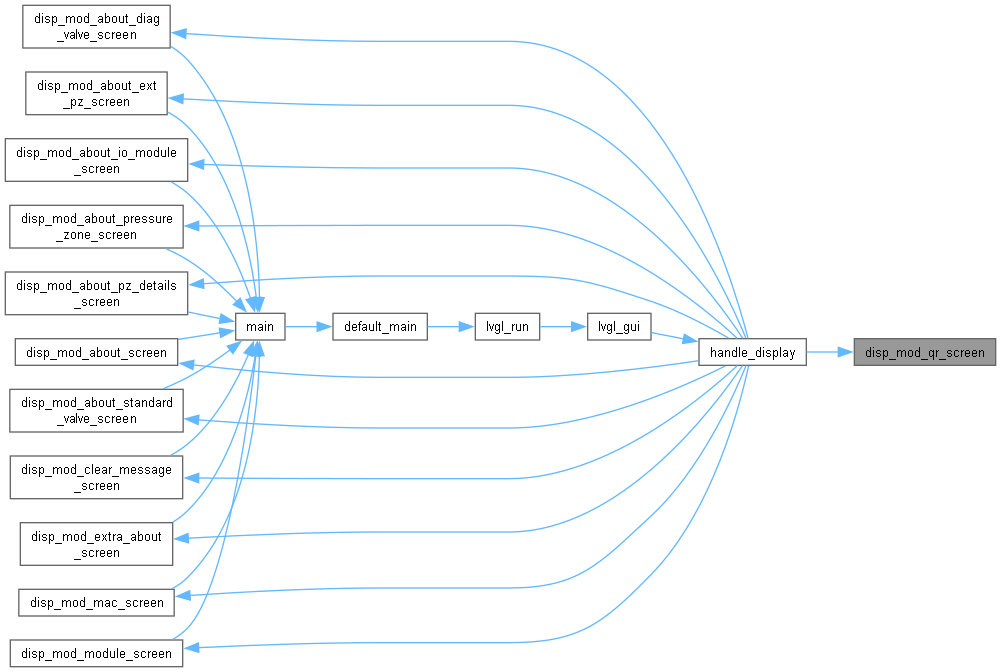 disp_mod_about_diag
_valve_screen
disp_mod_about_ext
_pz_screen
disp_mod_about_io_module
_screen
disp_mod_about_pressure
_zone_screen
disp_mod_about_pz_details
_screen
disp_mod_about_screen
disp_mod_about_standard
_valve_screen
disp_mod_clear_message
_screen
disp_mod_extra_about
_screen
disp_mod_mac_screen
disp_mod_module_screen
main
default_main
lvgl_run
lvgl_gui
handle_display
disp_mod_qr_screen